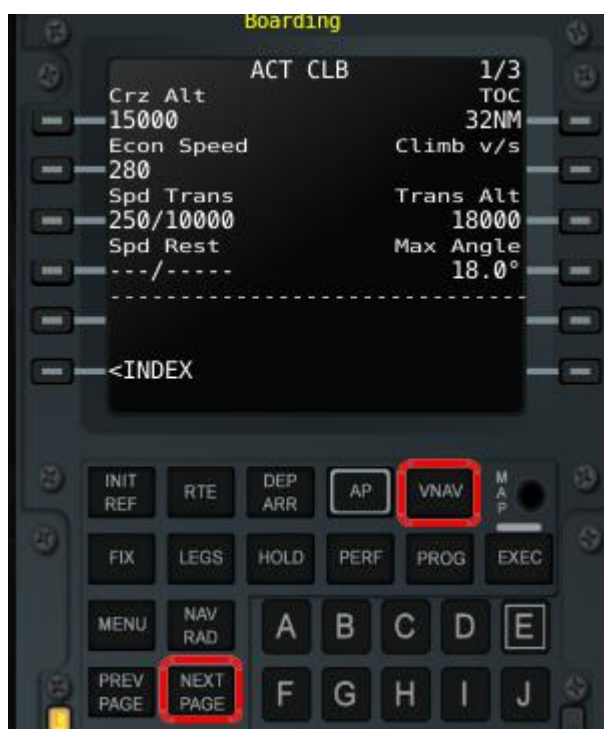 Boarding
ACT CLB 1/3
Crz Alt TOC
15000 32NM
Econ Speed Climb v/s
280
Spd Trans Trans Alt
250/10000 18000
Spd Rest Max Angle
---/----- 18.0°
--------------------------------
<INDEX
INIT REF RTE DEP ARR AP VNAV MAP
FIX LEGS HOLD PERF PROG EXEC
MENU NAV RAD A B C D E
PREV PAGE NEXT PAGE F G H I J
L